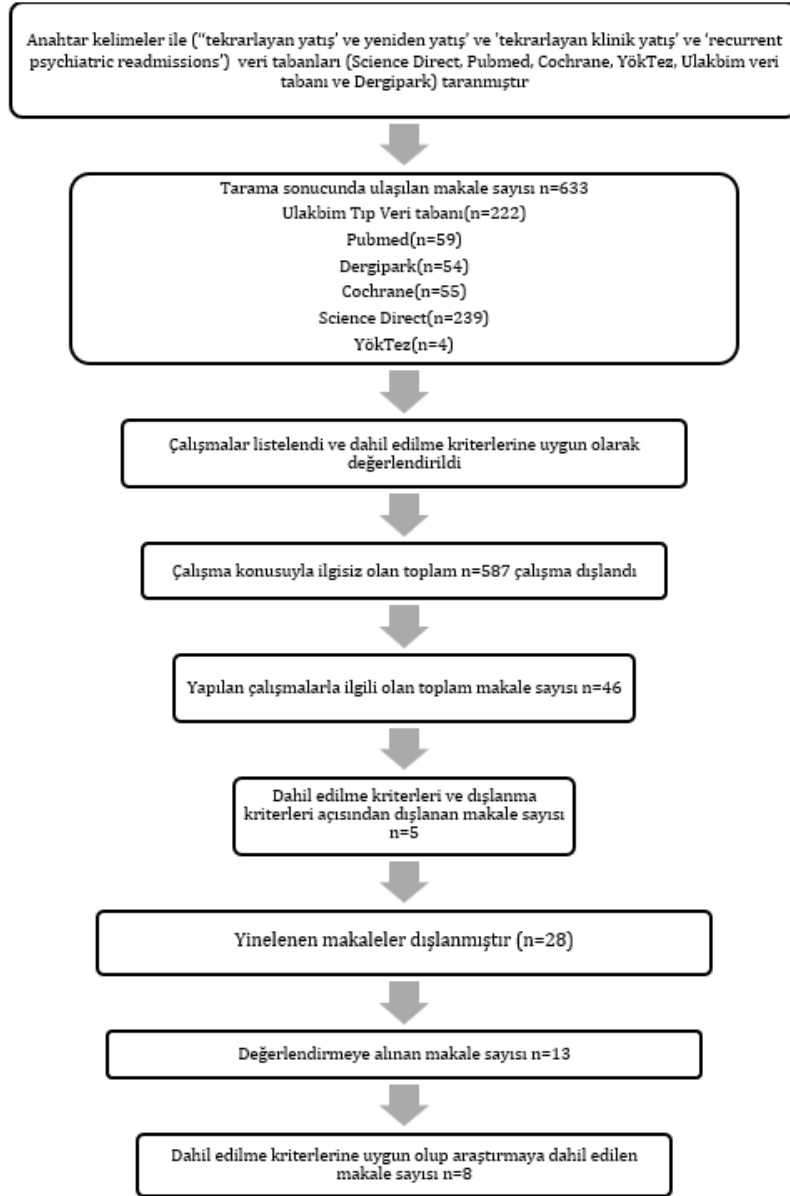 Anahtar kelimeler ile (‘‘tekrarlayan yatış’ ve yeniden yatış’ ve ’tekrarlayan klinik yatış’ ve ‘recurrent
psychiatric readmissions’) veri tabanları (Science Direct, Pubmed, Cochrane, YökTez, Ulakbim veri
tabanı ve Dergipark) taranmıştır
Tarama sonucunda ulaşılan makale sayısı n=633
Ulakbim Tıp Veri tabanı(n=222)
Pubmed(n=59)
Dergipark(n=54)
Cochrane(n=55)
Science Direct(n=239)
YökTez(n=4)
Çalışmalar listelendi ve dahil edilme kriterlerine uygun olarak
değerlendirildi
Çalışma konusuyla ilgisiz olan toplam n=587 çalışma dışlandı
Yapılan çalışmalarla ilgili olan toplam makale sayısı n=46
Dahil edilme kriterleri ve dışlanma
kriterleri açısından dışlanan makale sayısı
n=5
Yinelenen makaleler dışlanmıştır (n=28)
Değerlendirmeye alınan makale sayısı n=13
Dahil edilme kriterlerine uygun olup araştırmaya dahil edilen
makale sayısı n=8